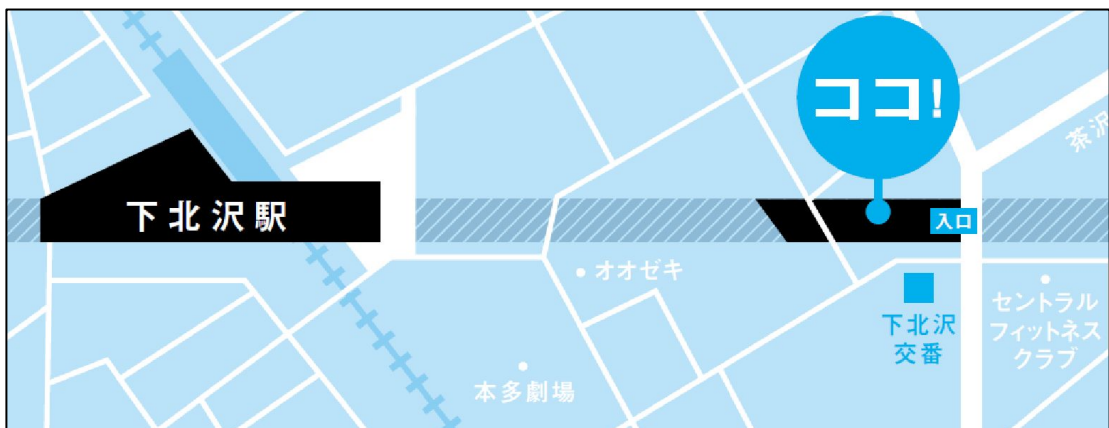 ココ!
茶沢
下北沢駅
入口
オオゼキ
下北沢
交番
セントラル
フィットネス
クラブ
本多劇場